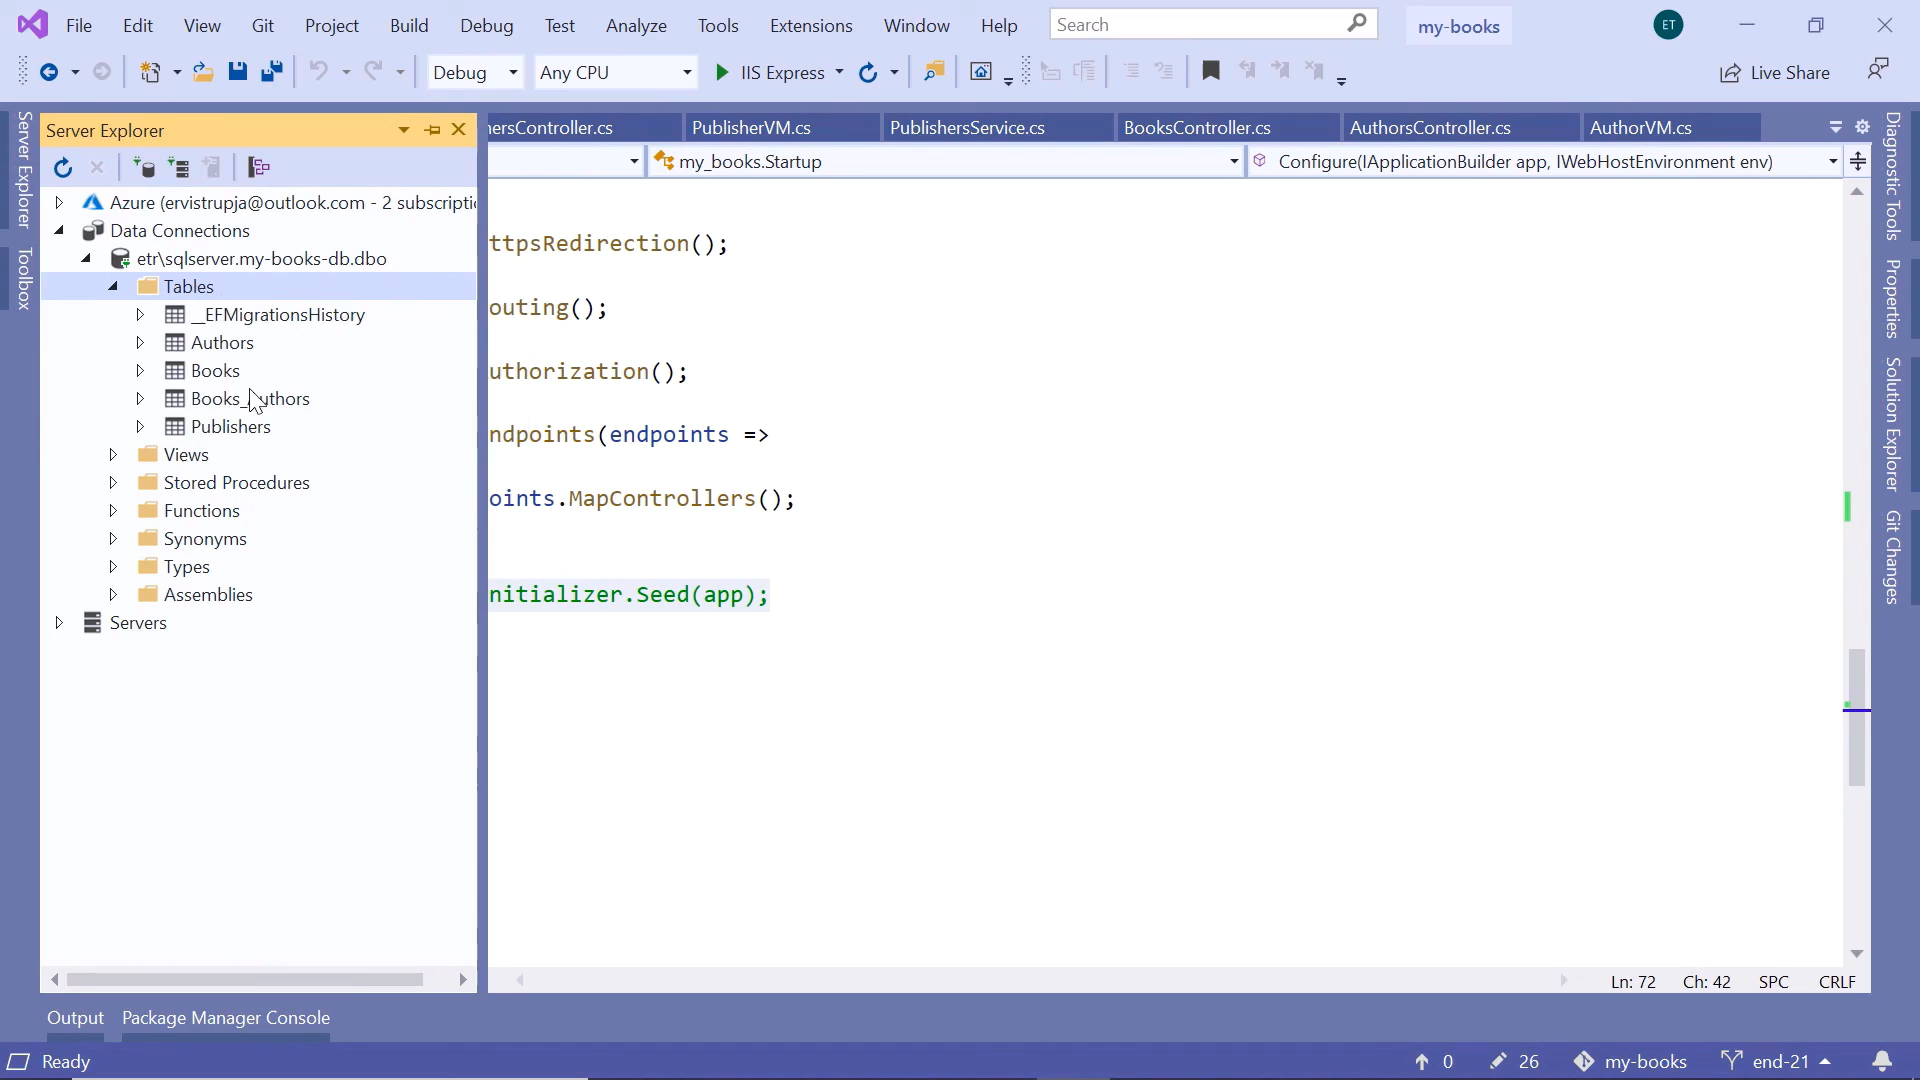 File Edit View Git Project Build Debug Test Analyze Tools Extensions Window Help Search my-books ET
Debug Any CPU IIS Express Live Share
Server Explorer
Toolbox
Server Explorer
Azure (ervistrupja@outlook.com - 2 subscripti
Data Connections
etr\sqlserver.my-books-db.dbo
Tables
__EFMigrationsHistory
Authors
Books
Books_Authors
Publishers
Views
Stored Procedures
Functions
Synonyms
Types
Assemblies
Servers
hersController.cs PublisherVM.cs PublishersService.cs BooksController.cs AuthorsController.cs AuthorVM.cs
my_books.Startup Configure(IApplicationBuilder app, IWebHostEnvironment env)
ttpsRedirection();
outing();
uthorization();
ndpoints(endpoints =>
oints.MapControllers();
nitializer.Seed(app);
Diagnostic Tools
Properties
Solution Explorer
Git Changes
Ln: 72 Ch: 42 SPC CRLF
Output Package Manager Console
Ready 0 26 my-books end-21